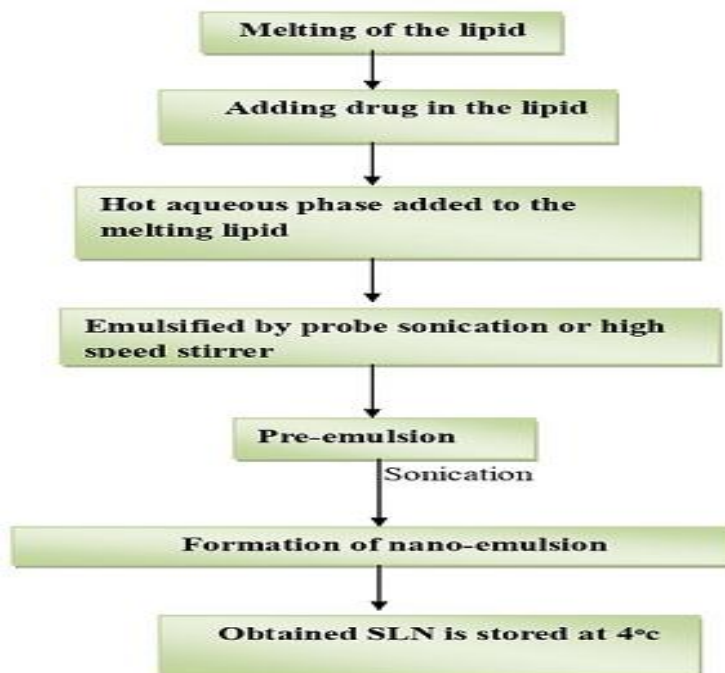 Melting of the lipid
Adding drug in the lipid
Hot aqueous phase added to the
melting lipid
Emulsified by probe sonication or high
speed stirrer
Pre-emulsion
Sonication
Formation of nano-emulsion
Obtained SLN is stored at 4°c